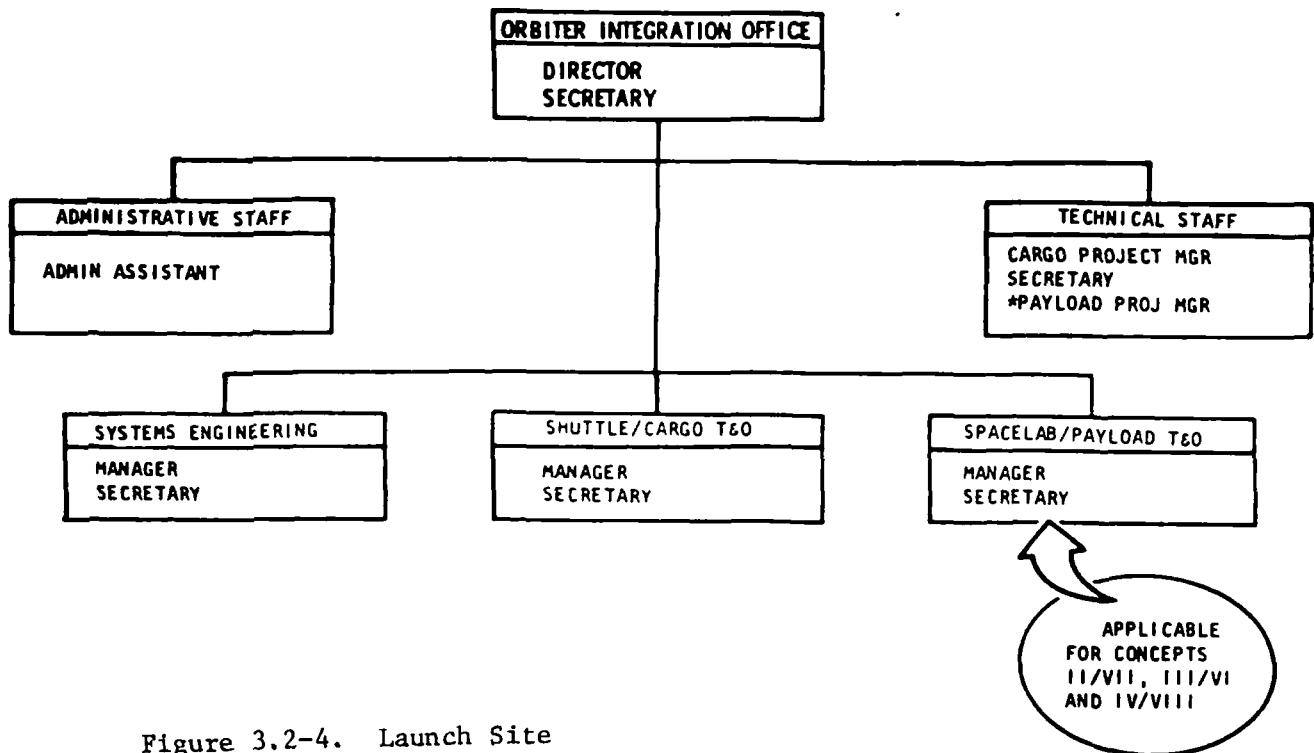 ORBITER INTEGRATION OFFICE
DIRECTOR
SECRETARY
ADMINISTRATIVE STAFF
ADMIN ASSISTANT
TECHNICAL STAFF
CARGO PROJECT MGR
SECRETARY
*PAYLOAD PROJ MGR
SYSTEMS ENGINEERING
MANAGER
SECRETARY
SHUTTLE/CARGO T&O
MANAGER
SECRETARY
SPACELAB/PAYLOAD T&O
MANAGER
SECRETARY
APPLICABLE
FOR CONCEPTS
II/VII, III/VI
AND IV/VIII
Figure 3.2-4. Launch Site